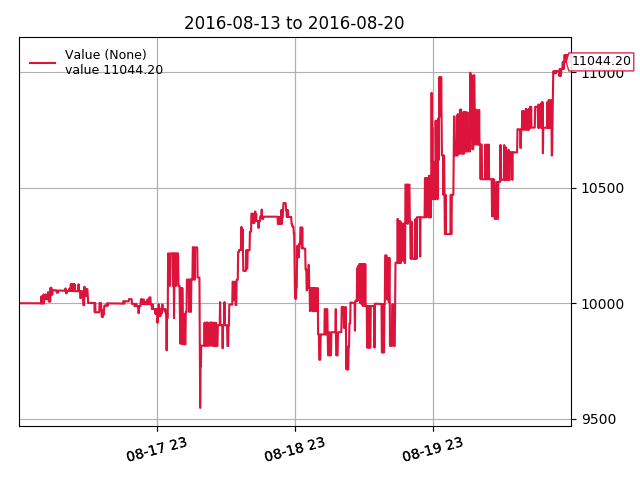 2016-08-13 to 2016-08-20
Value (None)
value 11044.20
11044.20
11000
10500
10000
9500
08-17 23
08-18 23
08-19 23